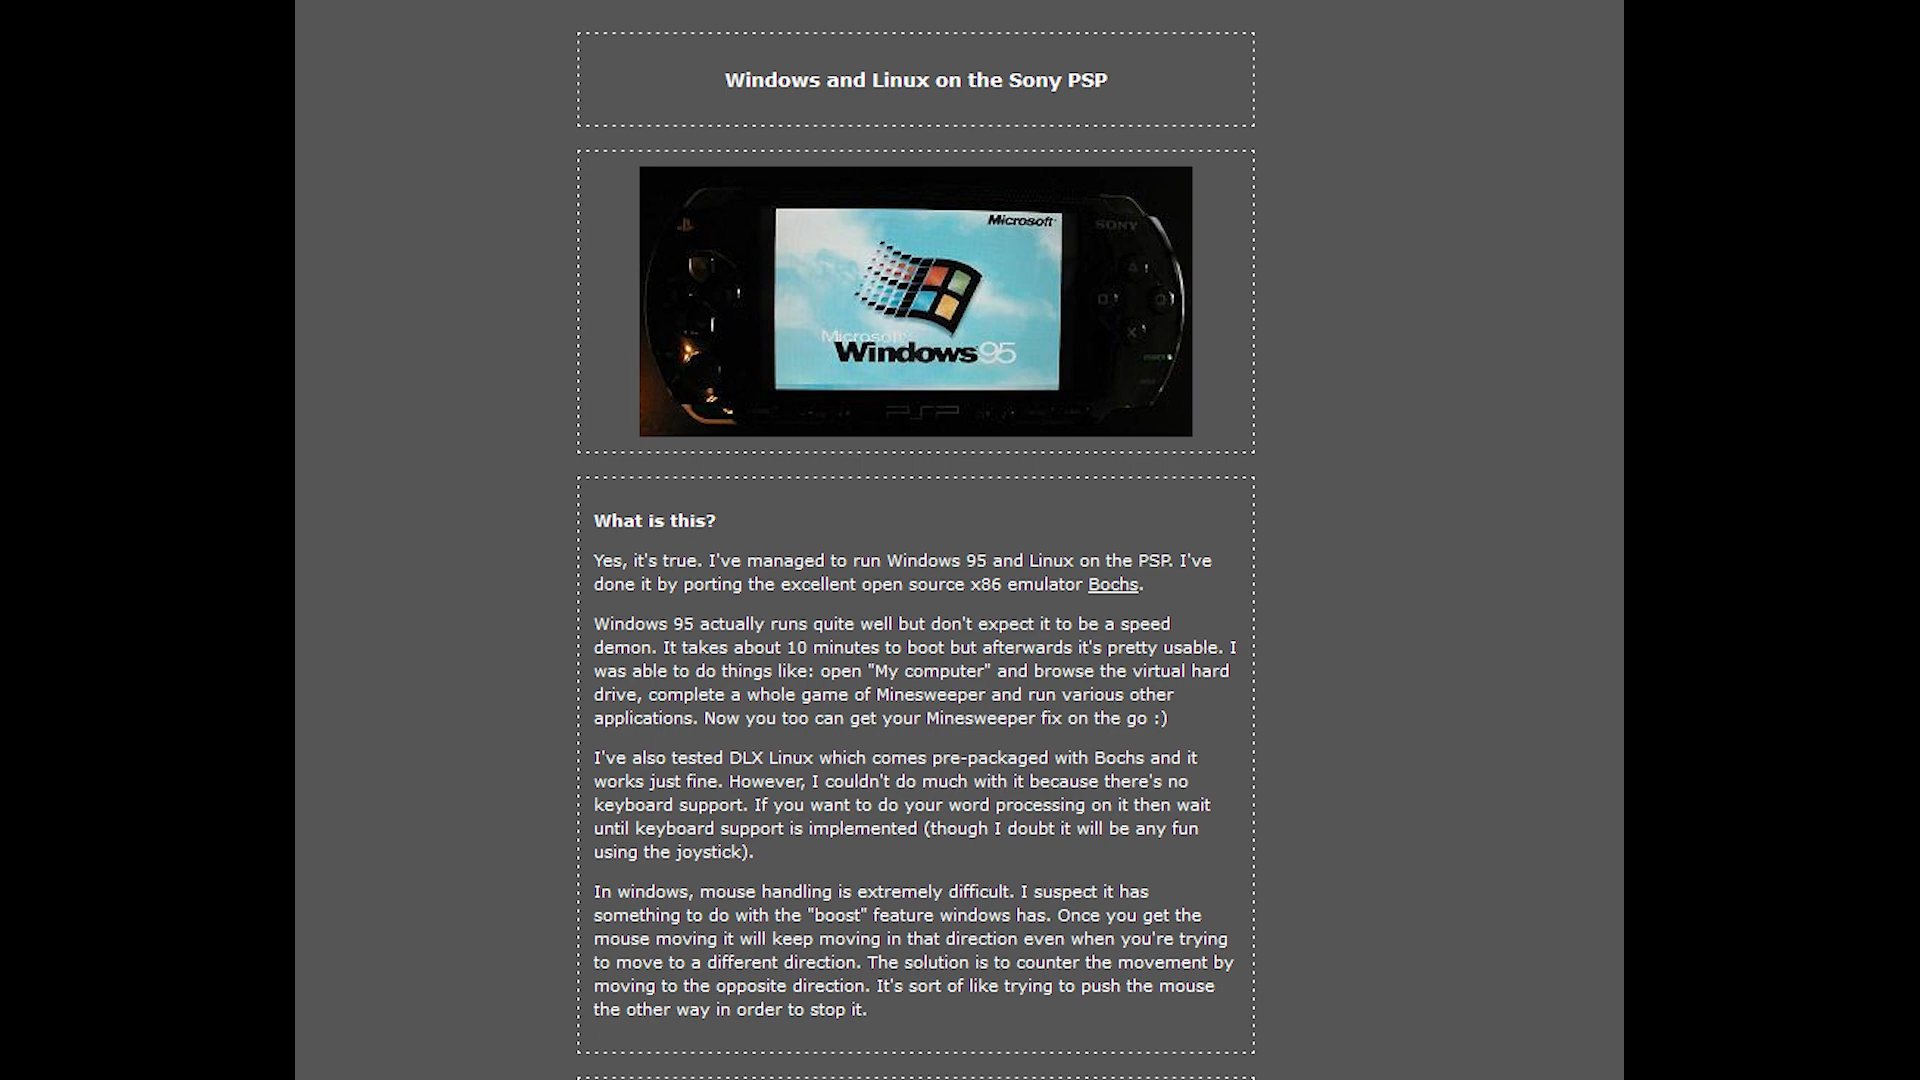 Windows and Linux on the Sony PSP
Microsoft
SONY
Microsoft
Windows 95
PSP
What is this?
Yes, it's true. I've managed to run Windows 95 and Linux on the PSP. I've
done it by porting the excellent open source x86 emulator Bochs.
Windows 95 actually runs quite well but don't expect it to be a speed
demon. It takes about 10 minutes to boot but afterwards it's pretty usable. I
was able to do things like: open "My computer" and browse the virtual hard
drive, complete a whole game of Minesweeper and run various other
applications. Now you too can get your Minesweeper fix on the go :)
I've also tested DLX Linux which comes pre-packaged with Bochs and it
works just fine. However, I couldn't do much with it because there's no
keyboard support. If you want to do your word processing on it then wait
until keyboard support is implemented (though I doubt it will be any fun
using the joystick).
In windows, mouse handling is extremely difficult. I suspect it has
something to do with the "boost" feature windows has. Once you get the
mouse moving it will keep moving in that direction even when you're trying
to move to a different direction. The solution is to counter the movement by
moving to the opposite direction. It's sort of like trying to push the mouse
the other way in order to stop it.